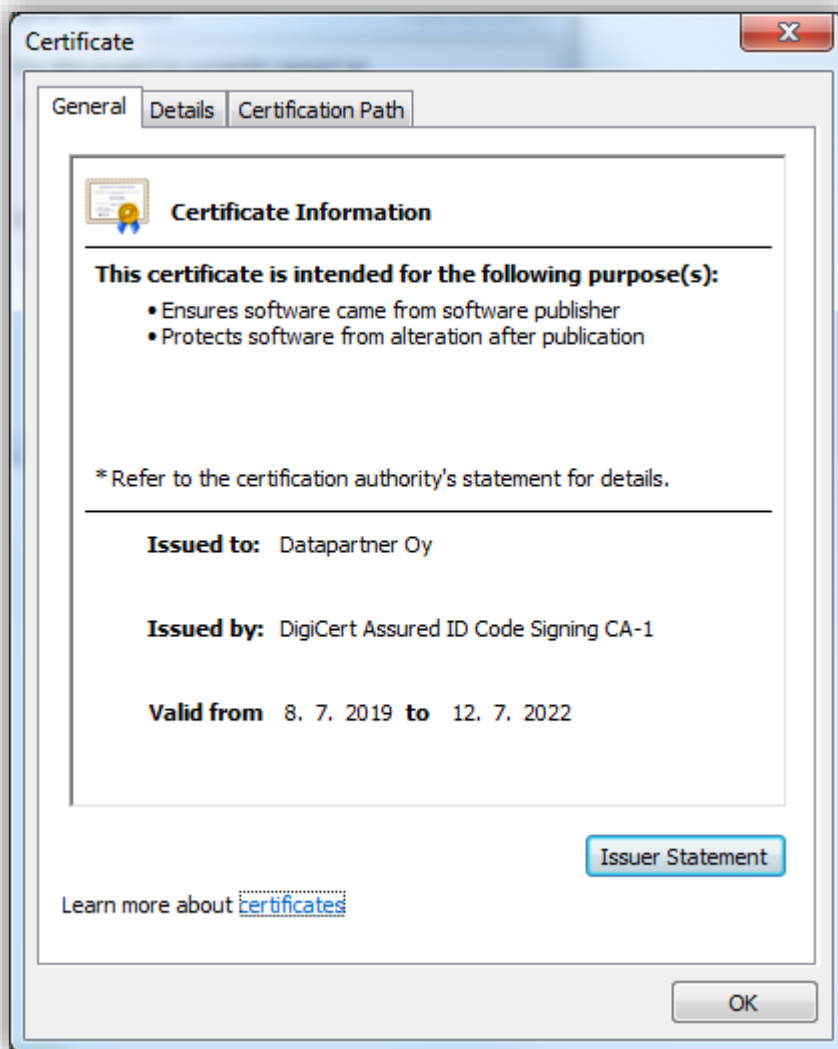 Certificate
General Details Certification Path
Certificate Information
This certificate is intended for the following purpose(s):
• Ensures software came from software publisher
• Protects software from alteration after publication
* Refer to the certification authority's statement for details.
Issued to: Datapartner Oy
Issued by: DigiCert Assured ID Code Signing CA-1
Valid from 8. 7. 2019 to 12. 7. 2022
Issuer Statement
Learn more about certificates
OK